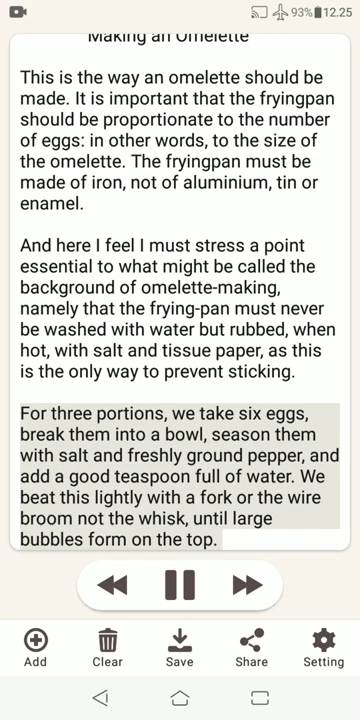 93% 12.25
Making an Omelette
This is the way an omelette should be
made. It is important that the fryingpan
should be proportionate to the number
of eggs: in other words, to the size of
the omelette. The fryingpan must be
made of iron, not of aluminium, tin or
enamel.
And here I feel I must stress a point
essential to what might be called the
background of omelette-making,
namely that the frying-pan must never
be washed with water but rubbed, when
hot, with salt and tissue paper, as this
is the only way to prevent sticking.
For three portions, we take six eggs,
break them into a bowl, season them
with salt and freshly ground pepper, and
add a good teaspoon full of water. We
beat this lightly with a fork or the wire
broom not the whisk, until large
bubbles form on the top.
Add Clear Save Share Setting